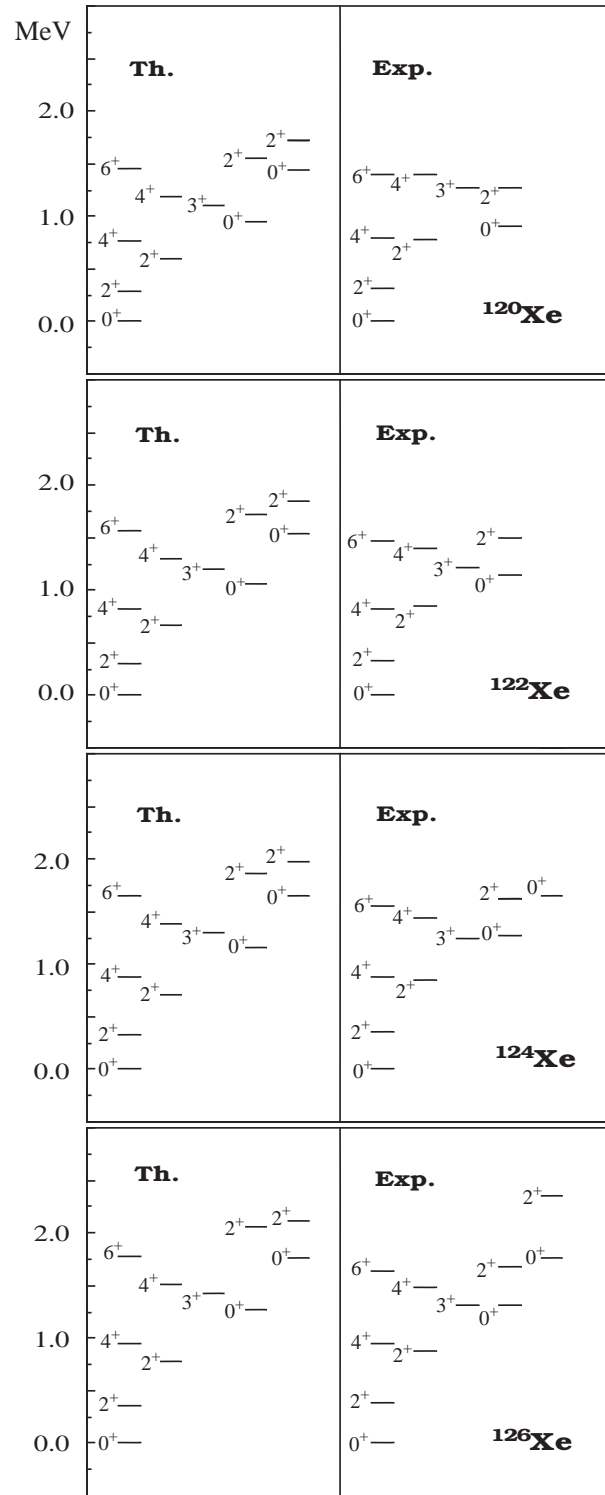 MeV
Th. Exp.
2.0
2⁺
2⁺
6⁺ 0⁺ 6⁺ 4⁺
4⁺ 3⁺ 3⁺ 2⁺
1.0
0⁺ 0⁺
4⁺ 2⁺ 4⁺ 2⁺
2⁺ 2⁺
0.0 0⁺ 0⁺ ¹²⁰Xe
Th. Exp.
2.0
2⁺ 2⁺
6⁺ 0⁺ 6⁺ 4⁺ 2⁺
4⁺ 3⁺ 3⁺
1.0 0⁺ 0⁺
4⁺ 2⁺ 4⁺ 2⁺
2⁺ 2⁺
0.0 0⁺ 0⁺ ¹²²Xe
Th. Exp.
2.0
2⁺ 2⁺
6⁺ 0⁺ 6⁺ 2⁺ 0⁺
4⁺ 3⁺ 0⁺ 4⁺ 3⁺ 0⁺
1.0
4⁺ 2⁺ 4⁺ 2⁺
2⁺ 2⁺
0.0 0⁺ 0⁺ ¹²⁴Xe
Th. Exp.
2⁺
2.0 2⁺ 2⁺
6⁺ 0⁺ 6⁺ 2⁺ 0⁺
4⁺ 3⁺ 0⁺ 4⁺ 3⁺ 0⁺
1.0
4⁺ 2⁺ 4⁺ 2⁺
2⁺ 2⁺
0.0 0⁺ 0⁺ ¹²⁶Xe